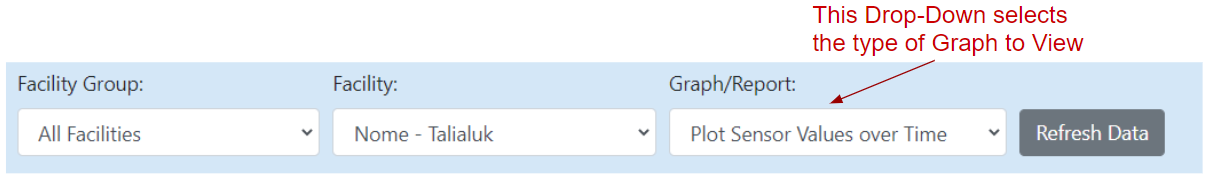 This Drop-Down selects
the type of Graph to View
Facility Group:
Facility:
Graph/Report:
All Facilities
Nome - Talialuk
Plot Sensor Values over Time
Refresh Data